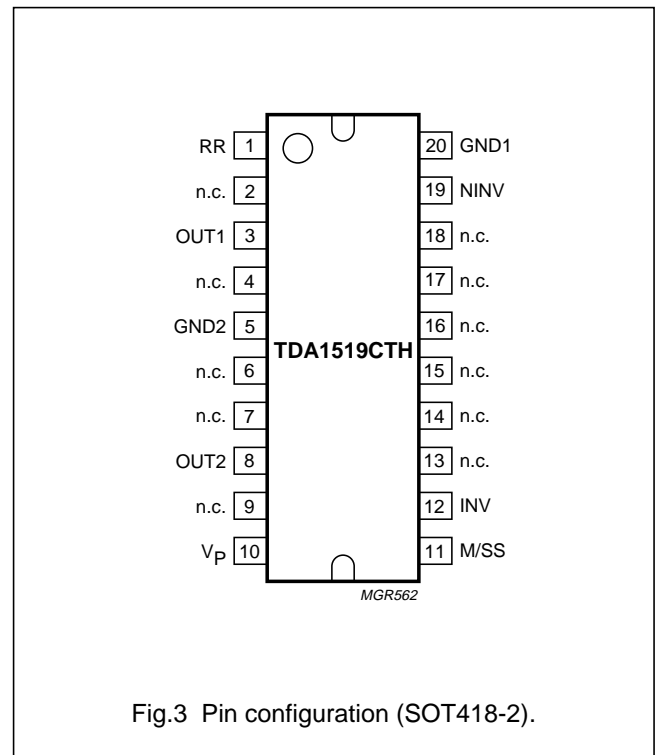 RR 1 20 GND1
n.c. 2 19 NINV
OUT1 3 18 n.c.
n.c. 4 17 n.c.
GND2 5 16 n.c.
TDA1519CTH
n.c. 6 15 n.c.
n.c. 7 14 n.c.
OUT2 8 13 n.c.
n.c. 9 12 INV
VP 10 11 M/SS
MGR562
Fig.3 Pin configuration (SOT418-2).